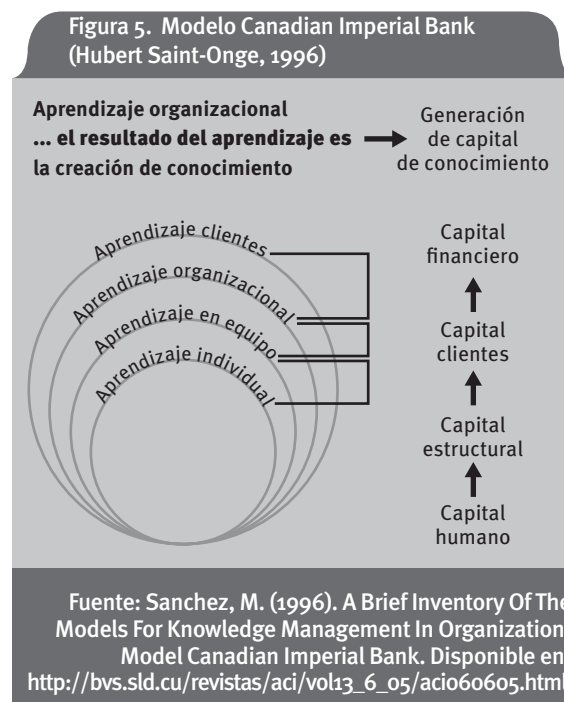 Figura 5. Modelo Canadian Imperial Bank
(Hubert Saint-Onge, 1996)
Aprendizaje organizacional
... el resultado del aprendizaje es
la creación de conocimiento
Generación
de capital
de conocimiento
Aprendizaje clientes
Aprendizaje organizacional
Aprendizaje en equipo
Aprendizaje individual
Capital
financiero
Capital
clientes
Capital
estructural
Capital
humano
Fuente: Sanchez, M. (1996). A Brief Inventory Of The
Models For Knowledge Management In Organization
Model Canadian Imperial Bank. Disponible en
http://bvs.sld.cu/revistas/aci/vol13_6_05/aci060605.html